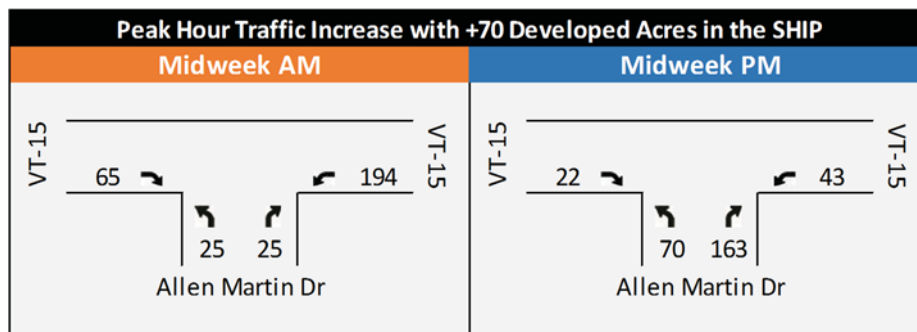 Peak Hour Traffic Increase with +70 Developed Acres in the SHIP
Midweek AM
Midweek PM
VT-15
65
194
VT-15
25
25
Allen Martin Dr
VT-15
22
43
VT-15
70
163
Allen Martin Dr